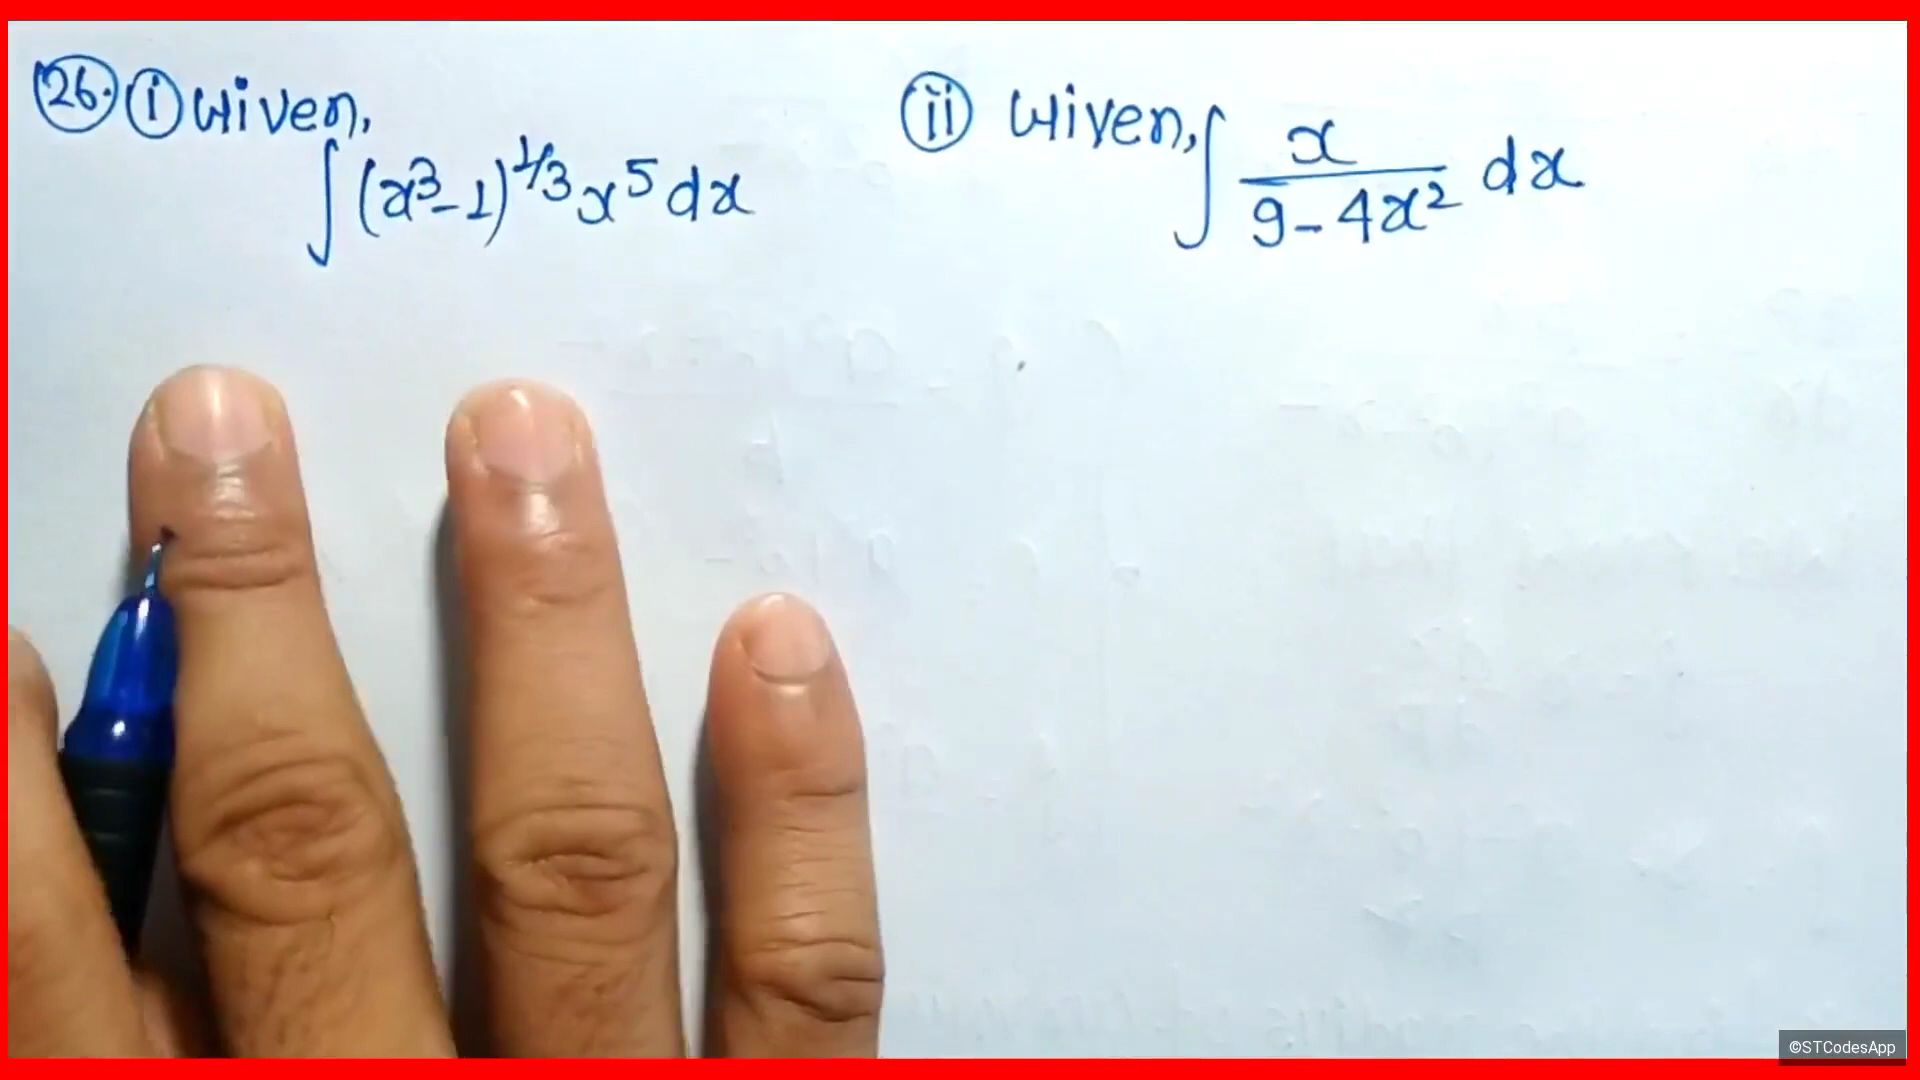 26. (i) Given,
∫(x³-1)^1/3 x⁵ dx
(ii) Given, ∫ x/(9-4x²) dx
©STCodesApp